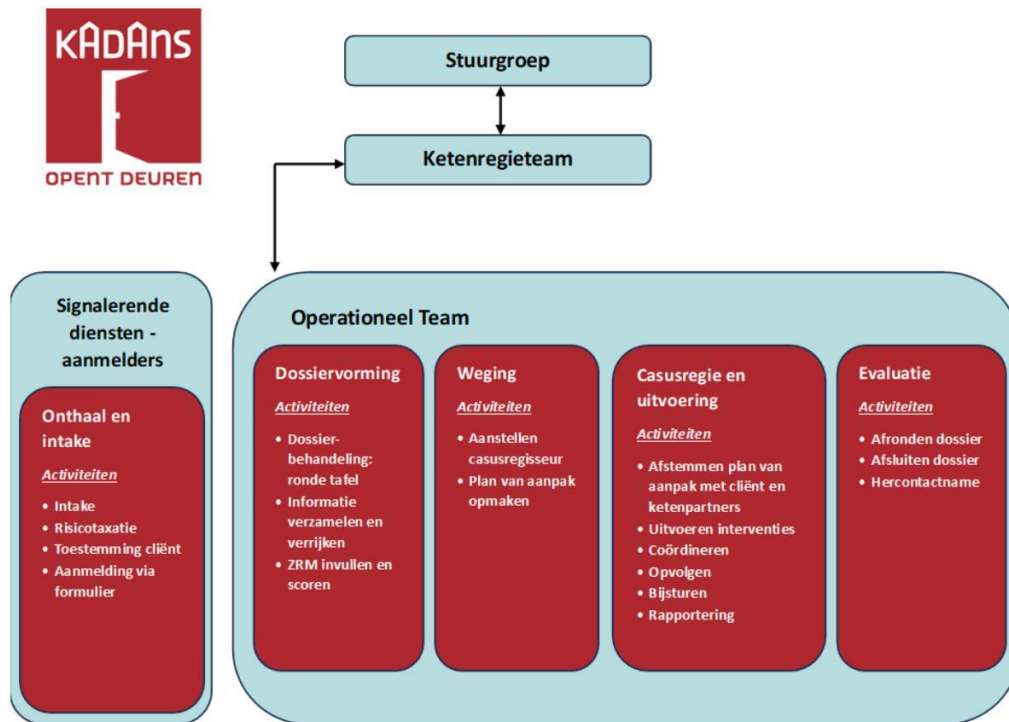 KADANS
OPENT DEUREN
Stuurgroep
Ketenregieteam
Signalerende
diensten -
aanmelders
Onthaal en
intake
Activiteiten
• Intake
• Risicotaxatie
• Toestemming cliënt
• Aanmelding via
formulier
Operationeel Team
Dossiervorming
Activiteiten
• Dossier-
behandeling:
ronde tafel
• Informatie
verzamelen en
verrijken
• ZRM invullen en
scoren
Weging
Activiteiten
• Aanstellen
casusregisseur
• Plan van aanpak
opmaken
Casusregie en
uitvoering
Activiteiten
• Afstemmen plan van
aanpak met cliënt en
ketenpartners
• Uitvoeren interventies
• Coördineren
• Opvolgen
• Bijsturen
• Rapportering
Evaluatie
Activiteiten
• Afronden dossier
• Afsluiten dossier
• Hercontactname